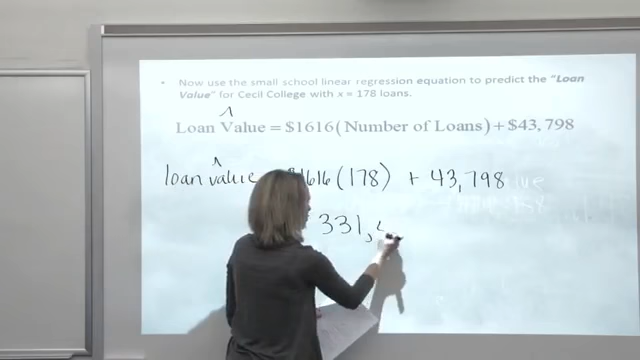 • Now use the small school linear regression equation to predict the "Loan
Value" for Cecil College with x = 178 loans.
Loan Value = $1616(Number of Loans)+$43,798
loan value 1616 (178) + 43,798
331,